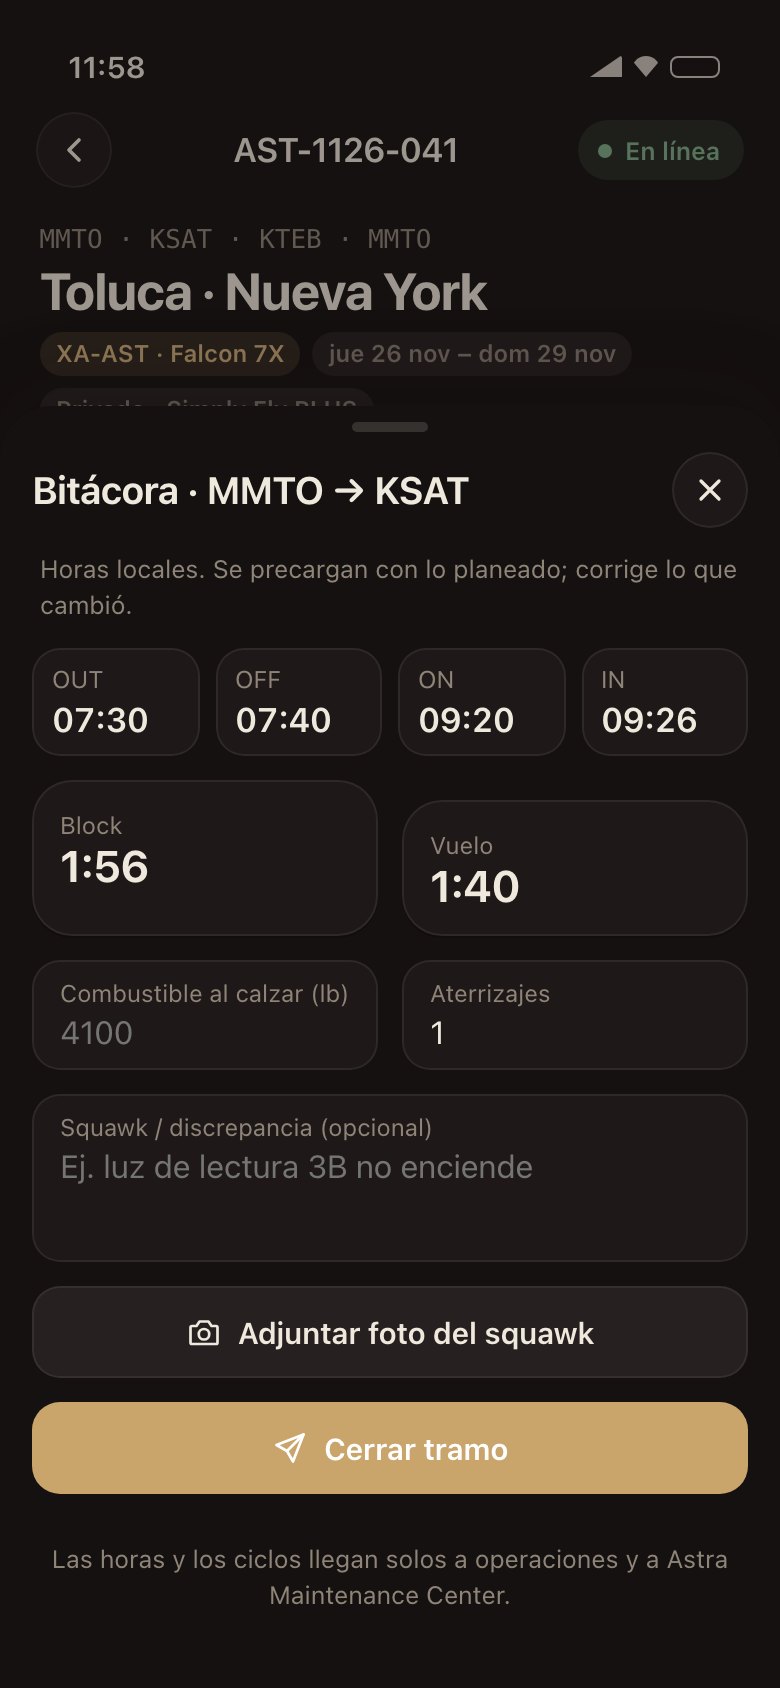 11:58
AST-1126-041
En línea
MMTO · KSAT · KTEB · MMTO
Toluca · Nueva York
XA-AST · Falcon 7X
jue 26 nov – dom 29 nov
Privado · Simply Fly PLUS
Bitácora · MMTO → KSAT
Horas locales. Se precargan con lo planeado; corrige lo que
cambió.
OUT
07:30
OFF
07:40
ON
09:20
IN
09:26
Block
1:56
Vuelo
1:40
Combustible al calzar (lb)
4100
Aterrizajes
1
Squawk / discrepancia (opcional)
Ej. luz de lectura 3B no enciende
Adjuntar foto del squawk
Cerrar tramo
Las horas y los ciclos llegan solos a operaciones y a Astra
Maintenance Center.